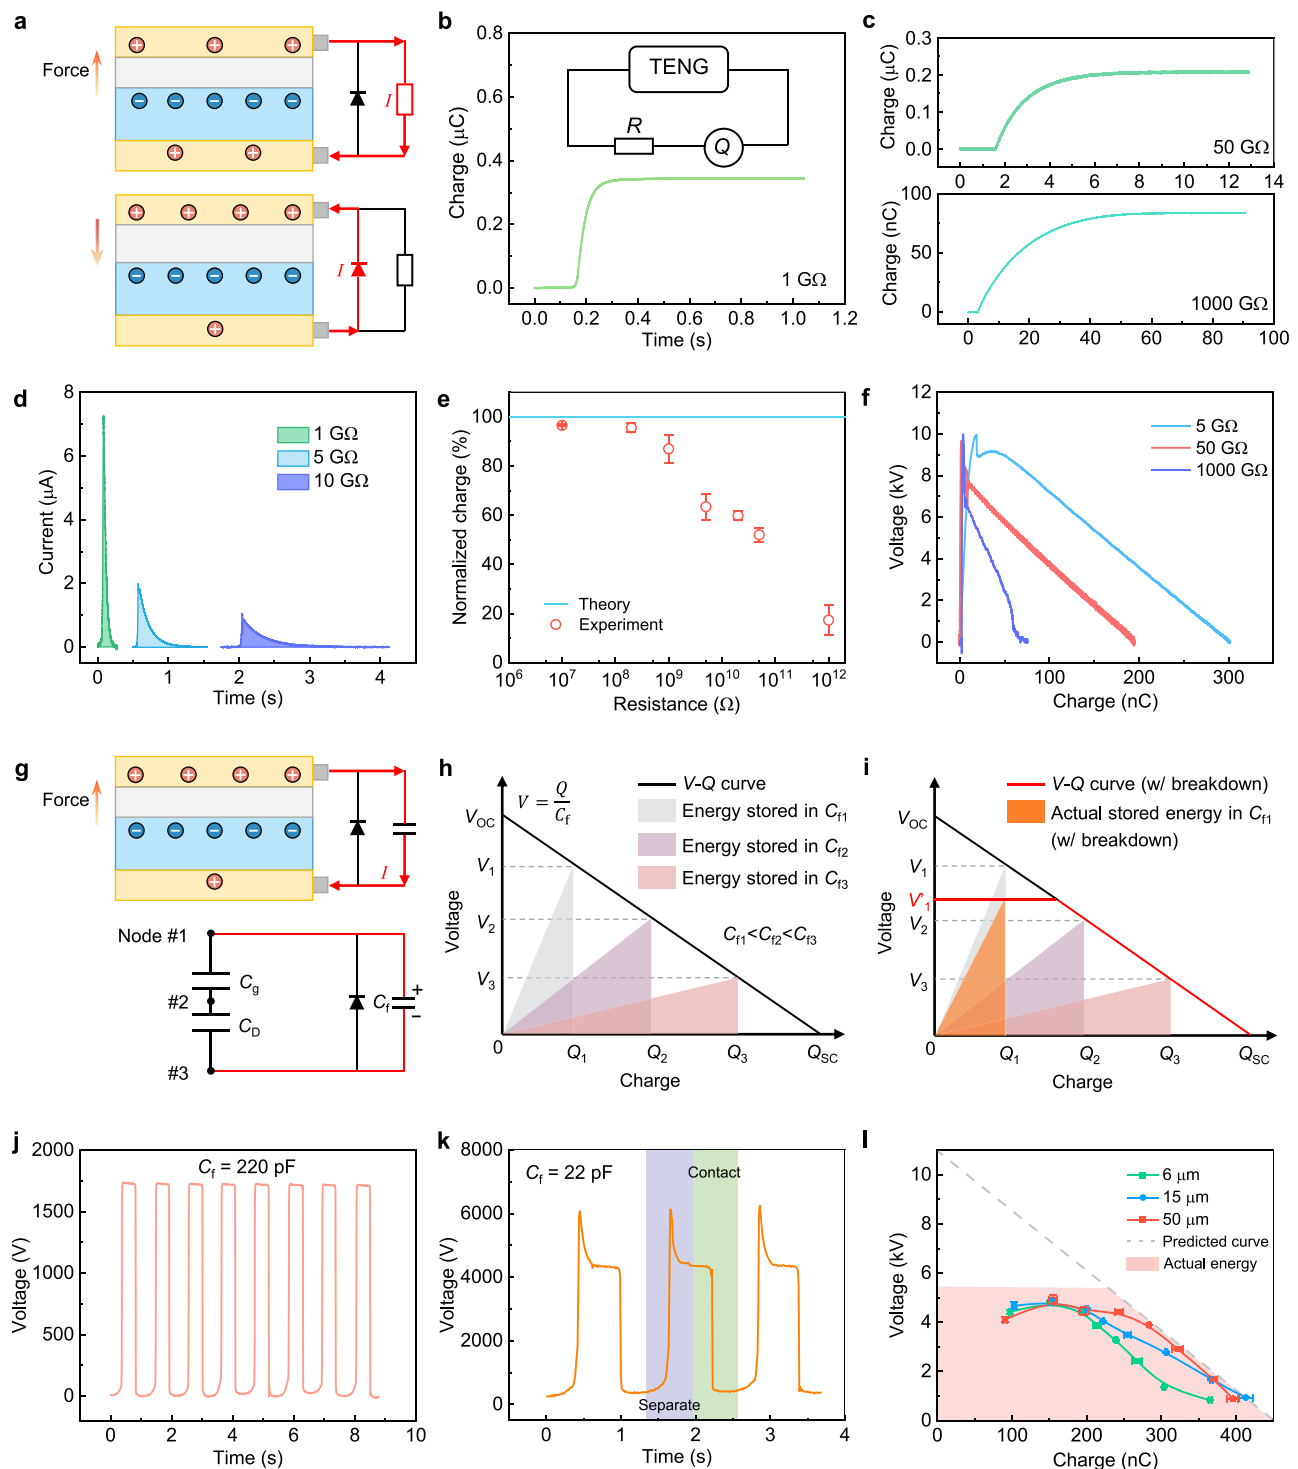 a
Force
+ + +
− − − − −
+ +
I
+ + + +
− − − − −
+
I
b
0.8
0.6
0.4
0.2
0.0
Charge (μC)
TENG
R
Q
1 GΩ
0.0 0.2 0.4 0.6 0.8 1.0 1.2
Time (s)
c
0.3
0.2
0.1
0.0
Charge (μC)
50 GΩ
0 2 4 6 8 10 12 14
100
50
0
Charge (nC)
1000 GΩ
0 20 40 60 80 100
Time (s)
d
8
6
4
2
0
Current (μA)
1 GΩ
5 GΩ
10 GΩ
0 1 2 3 4
Time (s)
e
100
80
60
40
20
0
Normalized charge (%)
Theory
Experiment
10⁶ 10⁷ 10⁸ 10⁹ 10¹⁰ 10¹¹ 10¹²
Resistance (Ω)
f
12
10
8
6
4
2
0
Voltage (kV)
5 GΩ
50 GΩ
1000 GΩ
0 100 200 300
Charge (nC)
g
Force
+ + + +
− − − − −
+
I
Node #1
Cg
#2
CD
#3
Cf
+
−
h
V = Q/Cf
V-Q curve
Energy stored in Cf1
Energy stored in Cf2
Energy stored in Cf3
VOC
V1
V2
V3
Voltage
Cf1<Cf2<Cf3
0 Q1 Q2 Q3 QSC
Charge
i
V-Q curve (w/ breakdown)
Actual stored energy in Cf1
(w/ breakdown)
VOC
V1
V'1
V2
V3
Voltage
0 Q1 Q2 Q3 QSC
Charge
j
2000
1500
1000
500
0
Voltage (V)
Cf = 220 pF
0 2 4 6 8 10
Time (s)
k
8000
6000
4000
2000
0
Voltage (V)
Cf = 22 pF
Contact
Separate
0 1 2 3 4
Time (s)
l
10
8
6
4
2
0
Voltage (kV)
6 μm
15 μm
50 μm
Predicted curve
Actual energy
0 100 200 300 400
Charge (nC)